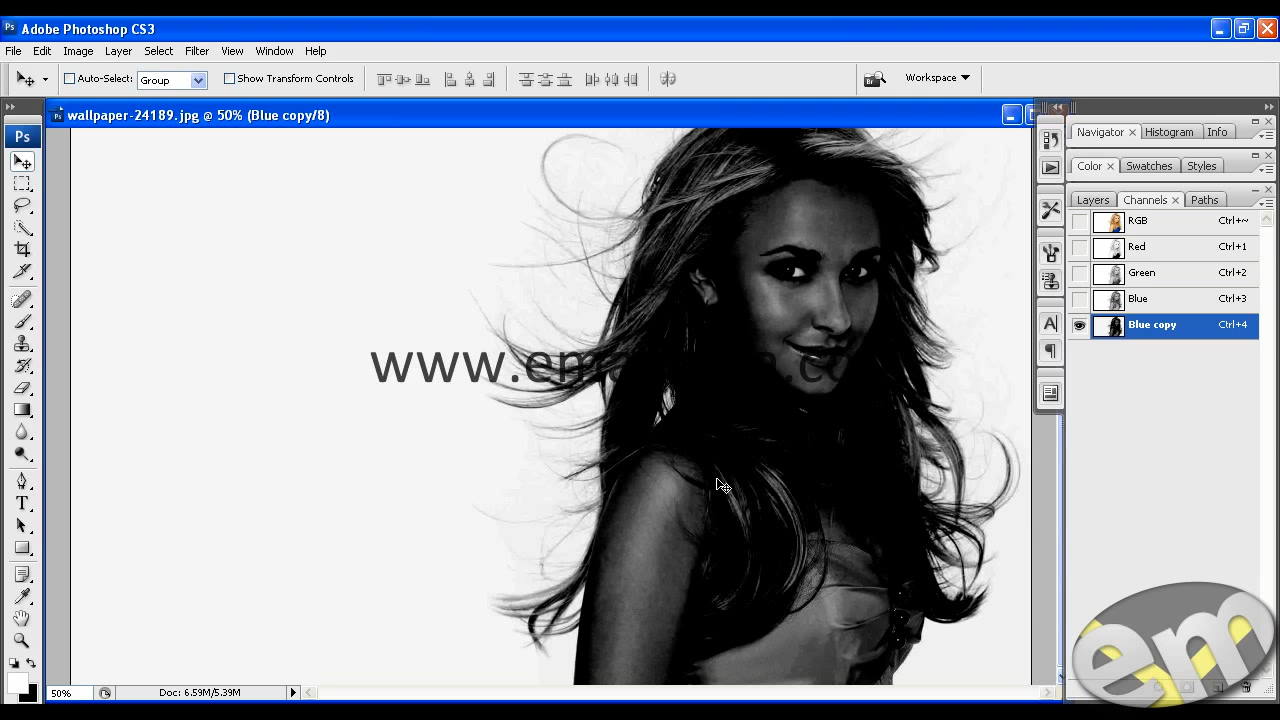 Adobe Photoshop CS3
File Edit Image Layer Select Filter View Window Help
Auto-Select: Group Show Transform Controls Br Workspace
wallpaper-24189.jpg @ 50% (Blue copy/8)
Ps
Navigator Histogram Info
Color Swatches Styles
Layers Channels Paths
RGB Ctrl+~
Red Ctrl+1
Green Ctrl+2
Blue Ctrl+3
Blue copy Ctrl+4
em
50% Doc: 6.59M/5.39M